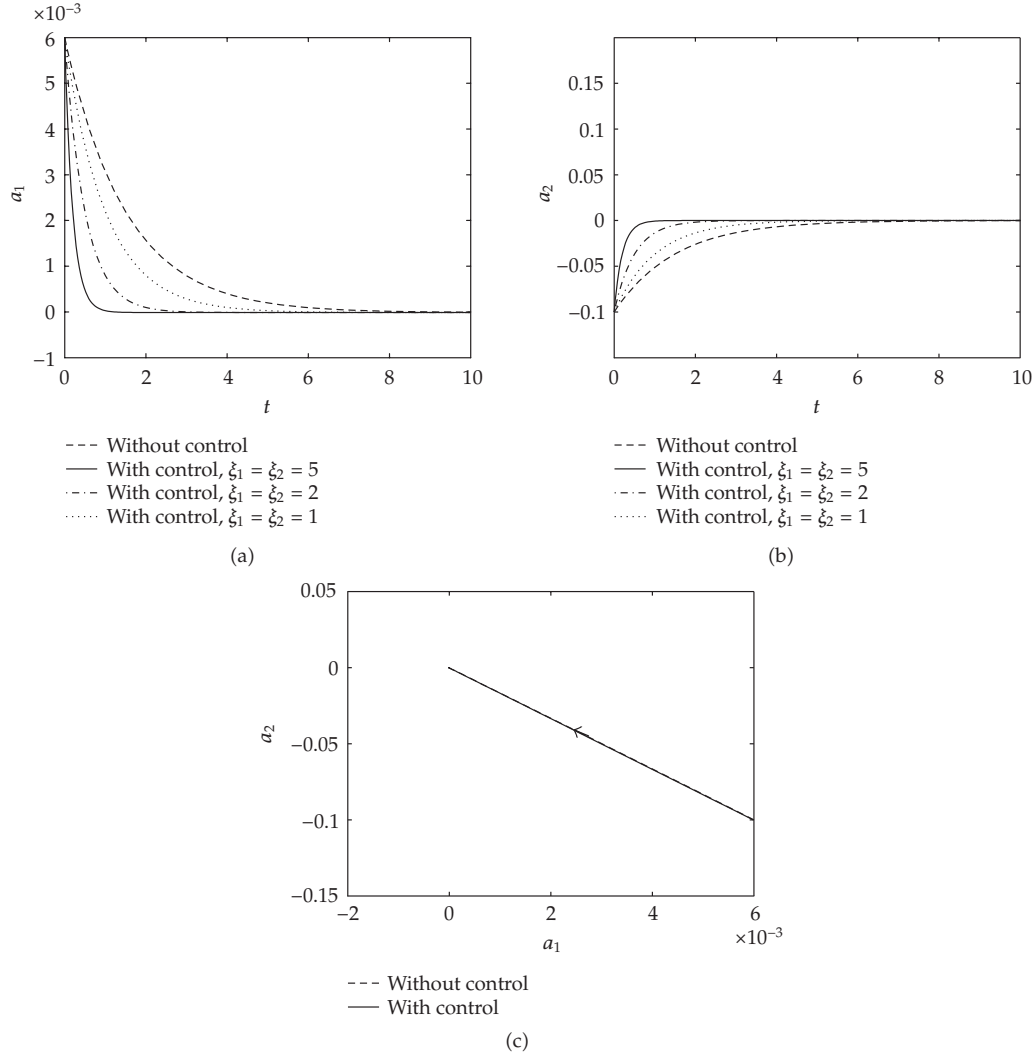 ×10−3
6
5
4
3
2
1
0
−1
a1
0 2 4 6 8 10
t
Without control
With control, ξ1 = ξ2 = 5
With control, ξ1 = ξ2 = 2
With control, ξ1 = ξ2 = 1
(a)
0.15
0.1
0.05
0
−0.05
−0.1
a2
0 2 4 6 8 10
t
Without control
With control, ξ1 = ξ2 = 5
With control, ξ1 = ξ2 = 2
With control, ξ1 = ξ2 = 1
(b)
0.05
0
−0.05
−0.1
−0.15
a2
−2 0 2 4 6
×10−3
a1
Without control
With control
(c)